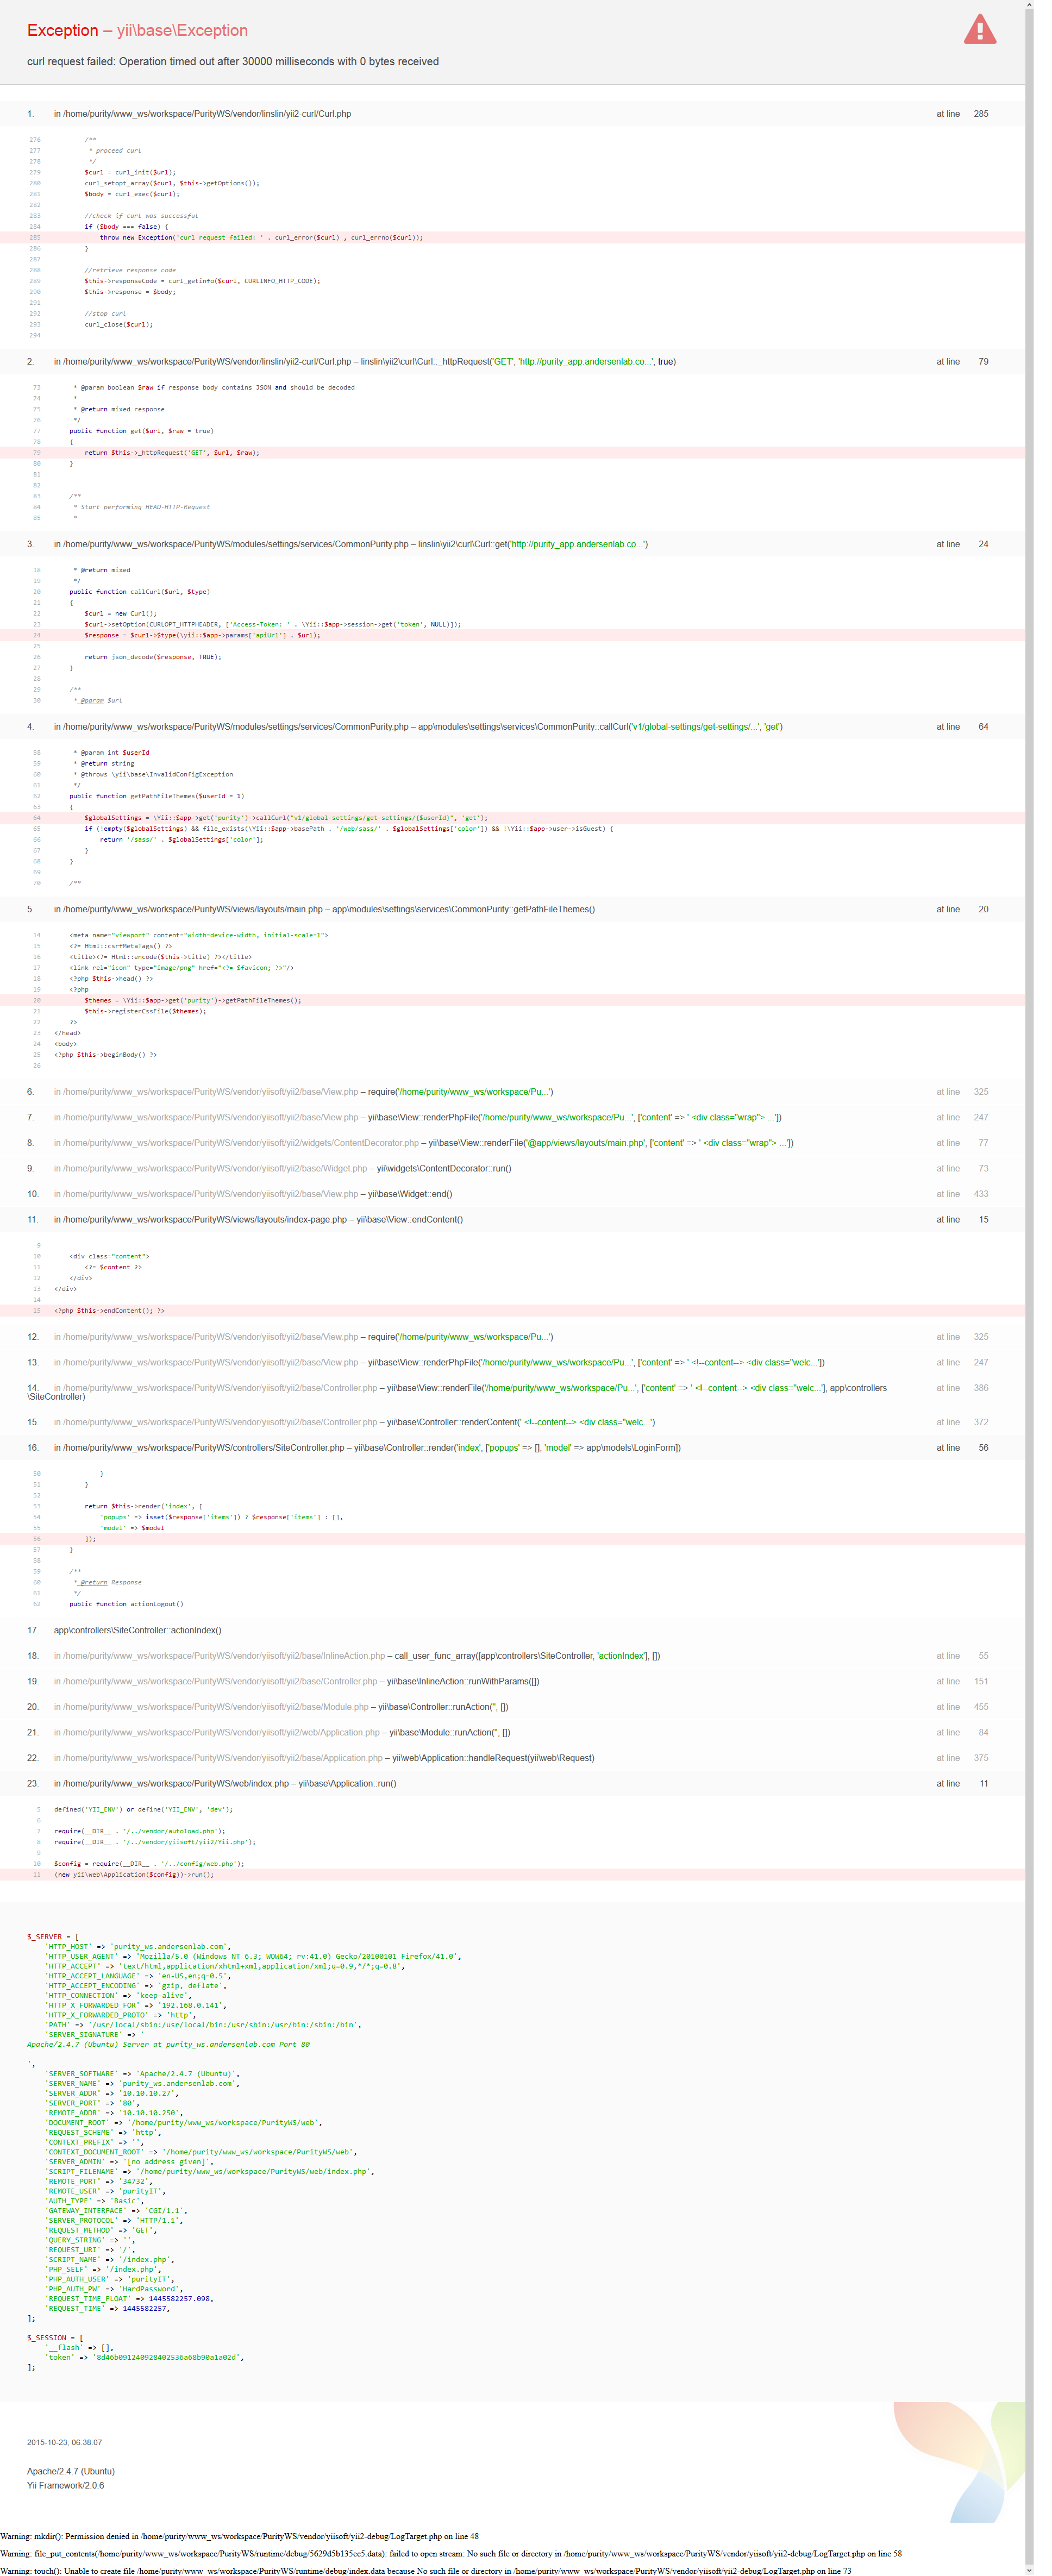 Exception – yii\base\Exception
curl request failed: Operation timed out after 30000 milliseconds with 0 bytes received
1. in /home/purity/www_ws/workspace/PurityWS/vendor/linslin/yii2-curl/Curl.php at line 285
276 /**
277 * proceed curl
278 */
279 $curl = curl_init($url);
280 curl_setopt_array($curl, $this->getOptions());
281 $body = curl_exec($curl);
282
283 //check if curl was successful
284 if ($body === false) {
285 throw new Exception('curl request failed: ' . curl_error($curl) , curl_errno($curl));
286 }
287
288 //retrieve response code
289 $this->responseCode = curl_getinfo($curl, CURLINFO_HTTP_CODE);
290 $this->response = $body;
291
292 //stop curl
293 curl_close($curl);
294
2. in /home/purity/www_ws/workspace/PurityWS/vendor/linslin/yii2-curl/Curl.php – linslin\yii2\curl\Curl::_httpRequest('GET', 'http://purity_app.andersenlab.co...', true) at line 79
73 * @param boolean $raw if response body contains JSON and should be decoded
74 *
75 * @return mixed response
76 */
77 public function get($url, $raw = true)
78 {
79 return $this->_httpRequest('GET', $url, $raw);
80 }
81
82
83 /**
84 * Start performing HEAD-HTTP-Request
85 *
3. in /home/purity/www_ws/workspace/PurityWS/modules/settings/services/CommonPurity.php – linslin\yii2\curl\Curl::get('http://purity_app.andersenlab.co...') at line 24
18 * @return mixed
19 */
20 public function callCurl($url, $type)
21 {
22 $curl = new Curl();
23 $curl->setOption(CURLOPT_HTTPHEADER, ['Access-Token: ' . \Yii::$app->session->get('token', NULL)]);
24 $response = $curl->$type(\yii::$app->params['apiUrl'] . $url);
25
26 return json_decode($response, TRUE);
27 }
28
29 /**
30 * @param $url
4. in /home/purity/www_ws/workspace/PurityWS/modules/settings/services/CommonPurity.php – app\modules\settings\services\CommonPurity::callCurl('v1/global-settings/get-settings/...', 'get') at line 64
58 * @param int $userId
59 * @return string
60 * @throws \yii\base\InvalidConfigException
61 */
62 public function getPathFileThemes($userId = 1)
63 {
64 $globalSettings = \Yii::$app->get('purity')->callCurl("v1/global-settings/get-settings/{$userId}", 'get');
65 if (!empty($globalSettings) && file_exists(\Yii::$app->basePath . '/web/sass/' . $globalSettings['color']) && !\Yii::$app->user->isGuest) {
66 return '/sass/' . $globalSettings['color'];
67 }
68 }
69
70 /**
5. in /home/purity/www_ws/workspace/PurityWS/views/layouts/main.php – app\modules\settings\services\CommonPurity::getPathFileThemes() at line 20
14 <meta name="viewport" content="width=device-width, initial-scale=1">
15 <?= Html::csrfMetaTags() ?>
16 <title><?= Html::encode($this->title) ?></title>
17 <link rel="icon" type="image/png" href="<?= $favicon; ?>"/>
18 <?php $this->head() ?>
19 <?php
20 $themes = \Yii::$app->get('purity')->getPathFileThemes();
21 $this->registerCssFile($themes);
22 ?>
23 </head>
24 <body>
25 <?php $this->beginBody() ?>
26
6. in /home/purity/www_ws/workspace/PurityWS/vendor/yiisoft/yii2/base/View.php – require('/home/purity/www_ws/workspace/Pu...') at line 325
7. in /home/purity/www_ws/workspace/PurityWS/vendor/yiisoft/yii2/base/View.php – yii\base\View::renderPhpFile('/home/purity/www_ws/workspace/Pu...', ['content' => ' <div class="wrap"> ...']) at line 247
8. in /home/purity/www_ws/workspace/PurityWS/vendor/yiisoft/yii2/widgets/ContentDecorator.php – yii\base\View::renderFile('@app/views/layouts/main.php', ['content' => ' <div class="wrap"> ...']) at line 77
9. in /home/purity/www_ws/workspace/PurityWS/vendor/yiisoft/yii2/base/Widget.php – yii\widgets\ContentDecorator::run() at line 73
10. in /home/purity/www_ws/workspace/PurityWS/vendor/yiisoft/yii2/base/View.php – yii\base\Widget::end() at line 433
11. in /home/purity/www_ws/workspace/PurityWS/views/layouts/index-page.php – yii\base\View::endContent() at line 15
9
10 <div class="content">
11 <?= $content ?>
12 </div>
13 </div>
14
15 <?php $this->endContent(); ?>
12. in /home/purity/www_ws/workspace/PurityWS/vendor/yiisoft/yii2/base/View.php – require('/home/purity/www_ws/workspace/Pu...') at line 325
13. in /home/purity/www_ws/workspace/PurityWS/vendor/yiisoft/yii2/base/View.php – yii\base\View::renderPhpFile('/home/purity/www_ws/workspace/Pu...', ['content' => ' <!--content--> <div class="welc...']) at line 247
14. in /home/purity/www_ws/workspace/PurityWS/vendor/yiisoft/yii2/base/Controller.php – yii\base\View::renderFile('/home/purity/www_ws/workspace/Pu...', ['content' => ' <!--content--> <div class="welc...'], app\controllers at line 386
\SiteController)
15. in /home/purity/www_ws/workspace/PurityWS/vendor/yiisoft/yii2/base/Controller.php – yii\base\Controller::renderContent(' <!--content--> <div class="welc...') at line 372
16. in /home/purity/www_ws/workspace/PurityWS/controllers/SiteController.php – yii\base\Controller::render('index', ['popups' => [], 'model' => app\models\LoginForm]) at line 56
50 }
51 }
52
53 return $this->render('index', [
54 'popups' => isset($response['items']) ? $response['items'] : [],
55 'model' => $model
56 ]);
57 }
58
59 /**
60 * @return Response
61 */
62 public function actionLogout()
17. app\controllers\SiteController::actionIndex()
18. in /home/purity/www_ws/workspace/PurityWS/vendor/yiisoft/yii2/base/InlineAction.php – call_user_func_array([app\controllers\SiteController, 'actionIndex'], []) at line 55
19. in /home/purity/www_ws/workspace/PurityWS/vendor/yiisoft/yii2/base/Controller.php – yii\base\InlineAction::runWithParams([]) at line 151
20. in /home/purity/www_ws/workspace/PurityWS/vendor/yiisoft/yii2/base/Module.php – yii\base\Controller::runAction('', []) at line 455
21. in /home/purity/www_ws/workspace/PurityWS/vendor/yiisoft/yii2/web/Application.php – yii\base\Module::runAction('', []) at line 84
22. in /home/purity/www_ws/workspace/PurityWS/vendor/yiisoft/yii2/base/Application.php – yii\web\Application::handleRequest(yii\web\Request) at line 375
23. in /home/purity/www_ws/workspace/PurityWS/web/index.php – yii\base\Application::run() at line 11
5 defined('YII_ENV') or define('YII_ENV', 'dev');
6
7 require(__DIR__ . '/../vendor/autoload.php');
8 require(__DIR__ . '/../vendor/yiisoft/yii2/Yii.php');
9
10 $config = require(__DIR__ . '/../config/web.php');
11 (new yii\web\Application($config))->run();
$_SERVER = [
'HTTP_HOST' => 'purity_ws.andersenlab.com',
'HTTP_USER_AGENT' => 'Mozilla/5.0 (Windows NT 6.3; WOW64; rv:41.0) Gecko/20100101 Firefox/41.0',
'HTTP_ACCEPT' => 'text/html,application/xhtml+xml,application/xml;q=0.9,*/*;q=0.8',
'HTTP_ACCEPT_LANGUAGE' => 'en-US,en;q=0.5',
'HTTP_ACCEPT_ENCODING' => 'gzip, deflate',
'HTTP_CONNECTION' => 'keep-alive',
'HTTP_X_FORWARDED_FOR' => '192.168.0.141',
'HTTP_X_FORWARDED_PROTO' => 'http',
'PATH' => '/usr/local/sbin:/usr/local/bin:/usr/sbin:/usr/bin:/sbin:/bin',
'SERVER_SIGNATURE' => '
Apache/2.4.7 (Ubuntu) Server at purity_ws.andersenlab.com Port 80
',
'SERVER_SOFTWARE' => 'Apache/2.4.7 (Ubuntu)',
'SERVER_NAME' => 'purity_ws.andersenlab.com',
'SERVER_ADDR' => '10.10.10.27',
'SERVER_PORT' => '80',
'REMOTE_ADDR' => '10.10.10.250',
'DOCUMENT_ROOT' => '/home/purity/www_ws/workspace/PurityWS/web',
'REQUEST_SCHEME' => 'http',
'CONTEXT_PREFIX' => '',
'CONTEXT_DOCUMENT_ROOT' => '/home/purity/www_ws/workspace/PurityWS/web',
'SERVER_ADMIN' => '[no address given]',
'SCRIPT_FILENAME' => '/home/purity/www_ws/workspace/PurityWS/web/index.php',
'REMOTE_PORT' => '34732',
'REMOTE_USER' => 'purityIT',
'AUTH_TYPE' => 'Basic',
'GATEWAY_INTERFACE' => 'CGI/1.1',
'SERVER_PROTOCOL' => 'HTTP/1.1',
'REQUEST_METHOD' => 'GET',
'QUERY_STRING' => '',
'REQUEST_URI' => '/',
'SCRIPT_NAME' => '/index.php',
'PHP_SELF' => '/index.php',
'PHP_AUTH_USER' => 'purityIT',
'PHP_AUTH_PW' => 'HardPassword',
'REQUEST_TIME_FLOAT' => 1445582257.098,
'REQUEST_TIME' => 1445582257,
];
$_SESSION = [
'__flash' => [],
'token' => '8d46b091240928402536a68b90a1a02d',
];
2015-10-23, 06:38:07
Apache/2.4.7 (Ubuntu)
Yii Framework/2.0.6
Warning: mkdir(): Permission denied in /home/purity/www_ws/workspace/PurityWS/vendor/yiisoft/yii2-debug/LogTarget.php on line 48
Warning: file_put_contents(/home/purity/www_ws/workspace/PurityWS/runtime/debug/5629d5b135ec5.data): failed to open stream: No such file or directory in /home/purity/www_ws/workspace/PurityWS/vendor/yiisoft/yii2-debug/LogTarget.php on line 58
Warning: touch(): Unable to create file /home/purity/www_ws/workspace/PurityWS/runtime/debug/index.data because No such file or directory in /home/purity/www_ws/workspace/PurityWS/vendor/yiisoft/yii2-debug/LogTarget.php on line 73